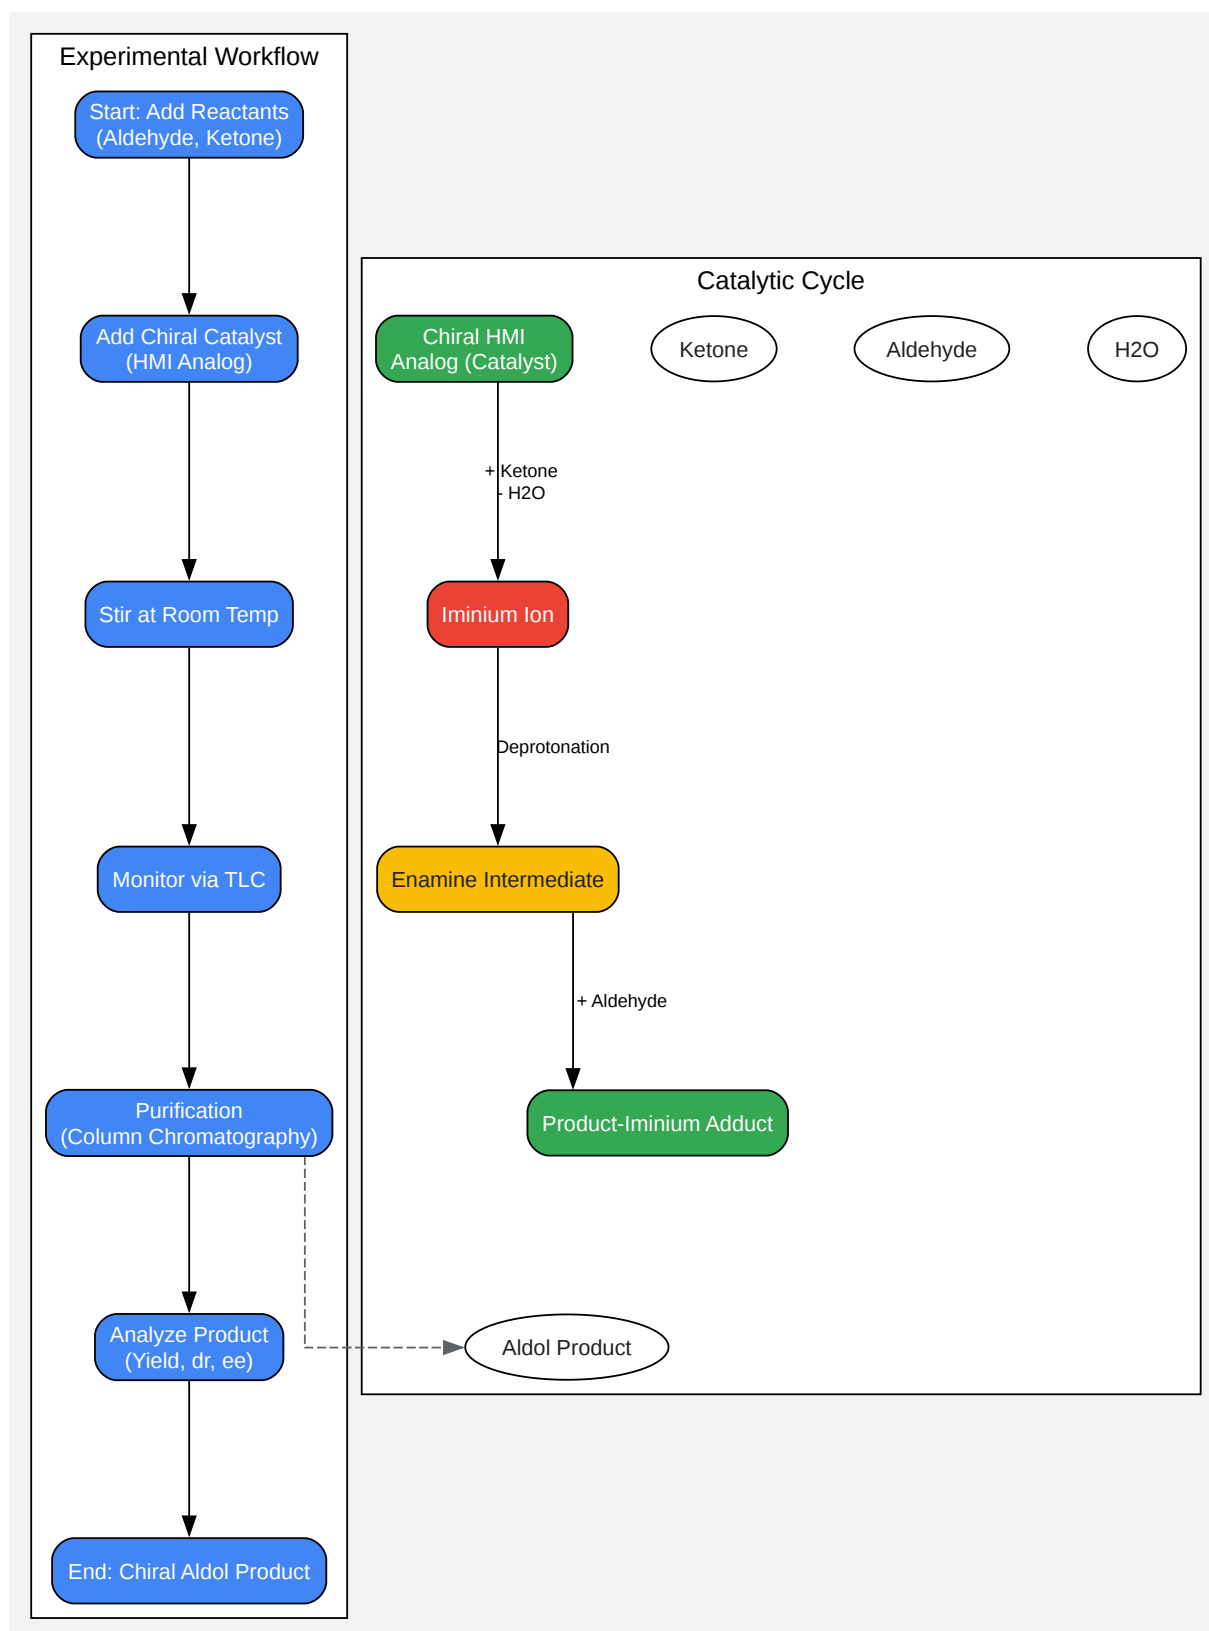 Experimental Workflow
Start: Add Reactants
(Aldehyde, Ketone)
Add Chiral Catalyst
(HMI Analog)
Stir at Room Temp
Monitor via TLC
Purification
(Column Chromatography)
Analyze Product
(Yield, dr, ee)
End: Chiral Aldol Product
Catalytic Cycle
Chiral HMI
Analog (Catalyst)
Ketone
Aldehyde
H2O
+ Ketone
- H2O
Iminium Ion
Deprotonation
Enamine Intermediate
+ Aldehyde
Product-Iminium Adduct
Aldol Product